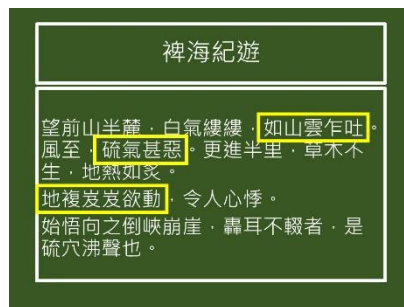 裨海紀遊
望前山半麓，白氣縷縷，如山雲乍吐。
風至，硫氣甚惡。更進半里，草木不
生，地熱如炙。
地複岌岌欲動，令人心悸。
始悟向之倒峽崩崖，轟耳不輟者，是
硫穴沸聲也。